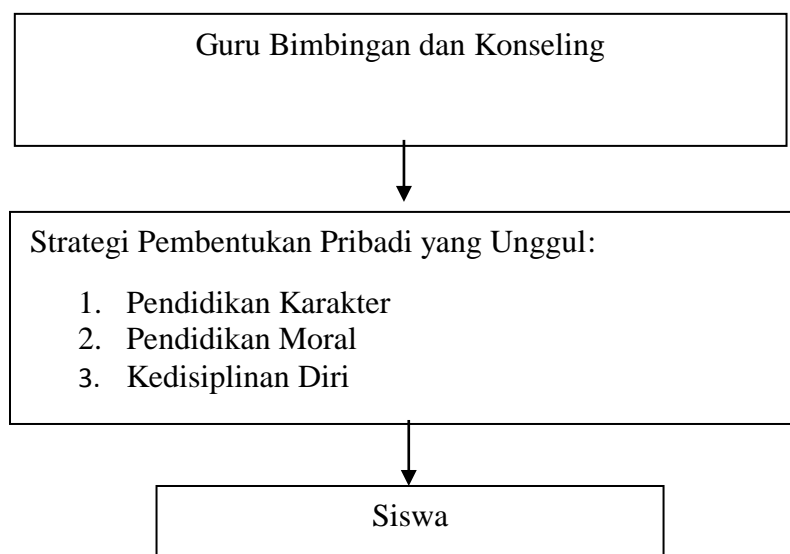 Guru Bimbingan dan Konseling
Strategi Pembentukan Pribadi yang Unggul:
1. Pendidikan Karakter
2. Pendidikan Moral
3. Kedisiplinan Diri
Siswa